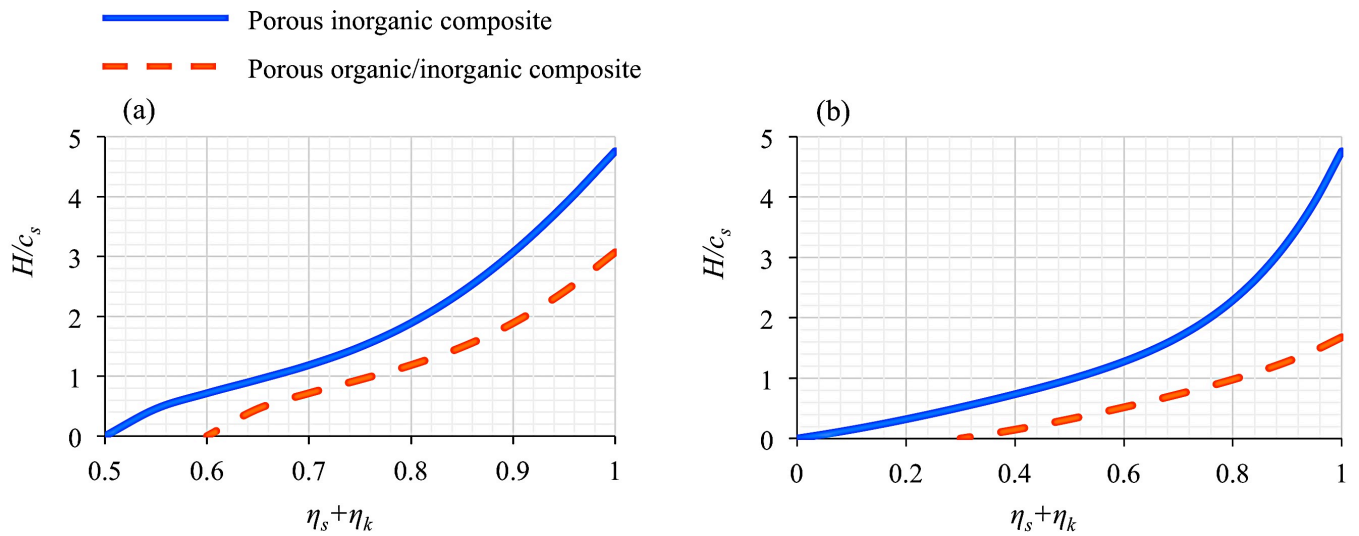 Porous inorganic composite
Porous organic/inorganic composite
(a)
5
4
3
2
1
0
H/cs
0.5 0.6 0.7 0.8 0.9 1
ηs+ηk
(b)
5
4
3
2
1
0
H/cs
0 0.2 0.4 0.6 0.8 1
ηs+ηk